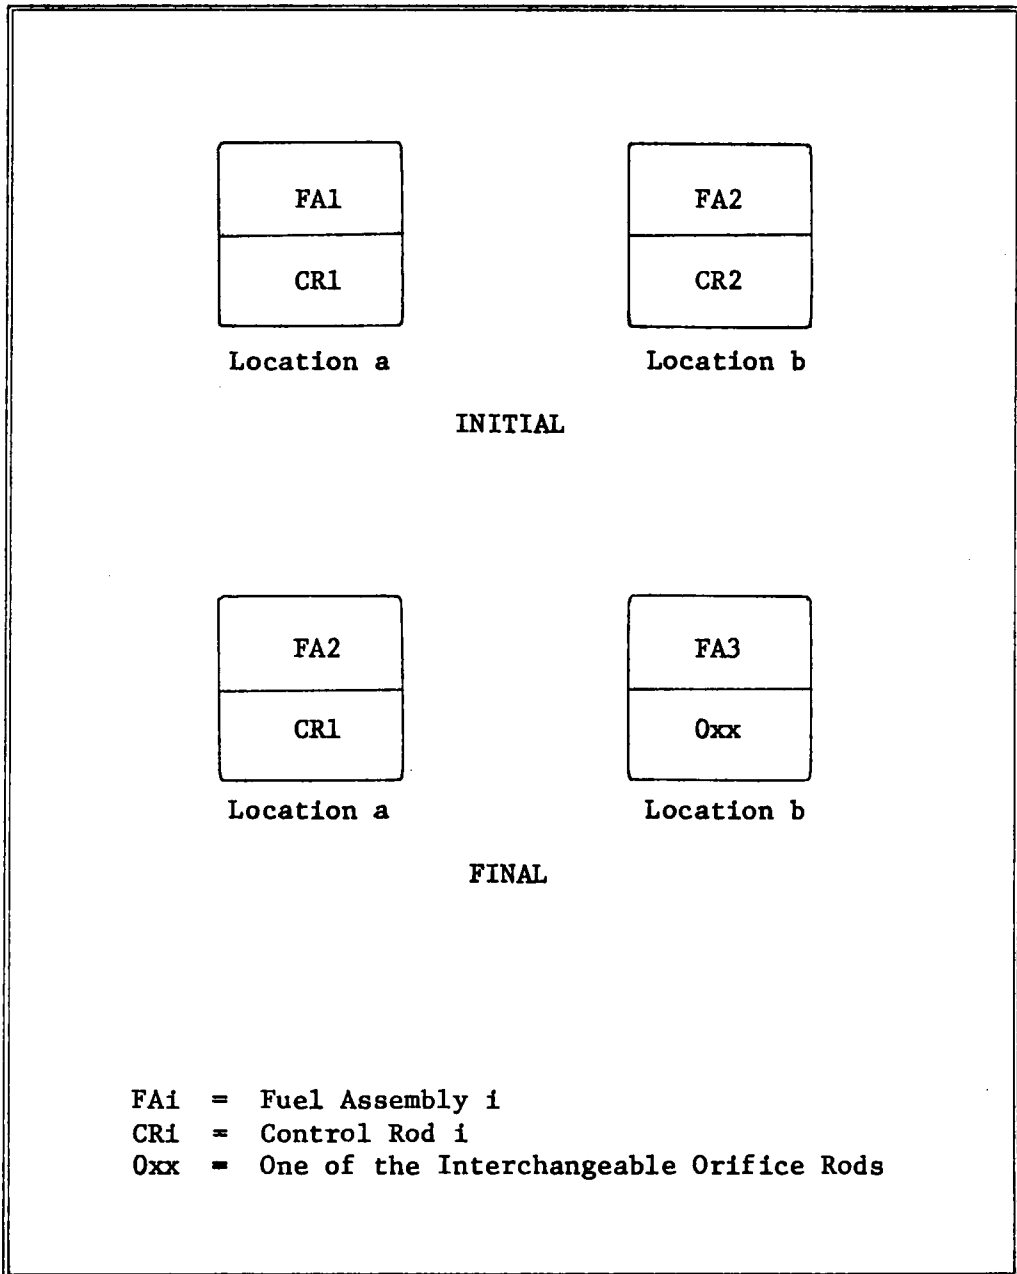 FA1 FA2
CR1 CR2
Location a Location b
INITIAL
FA2 FA3
CR1 Oxx
Location a Location b
FINAL
FAi = Fuel Assembly i
CRi = Control Rod i
Oxx = One of the Interchangeable Orifice Rods